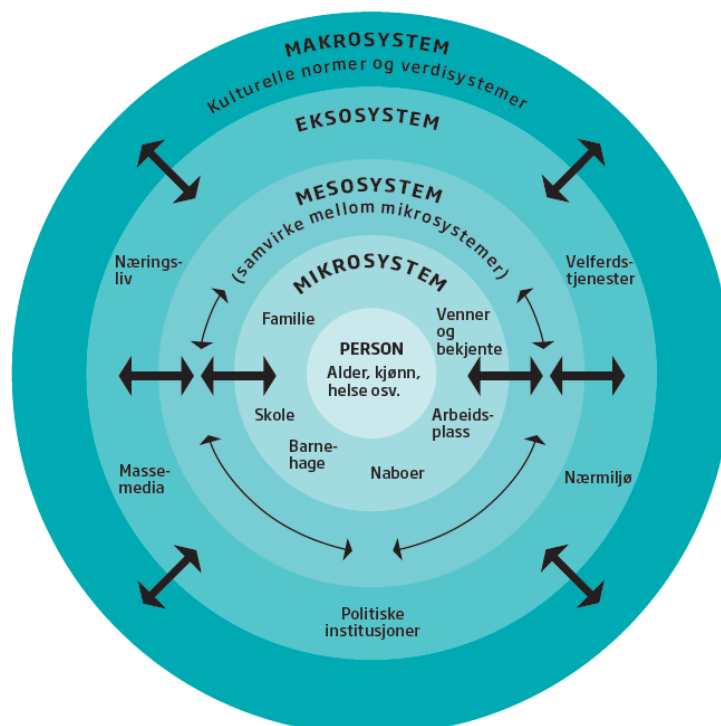 MAKROSYSTEM
Kulturelle normer og verdisystemer
EKSOSYSTEM
MESOSYSTEM
(samvirke mellom mikrosystemer)
MIKROSYSTEM
Nærings-
liv
Velferds-
tjenester
Familie
Venner
og
bekjente
PERSON
Alder, kjønn,
helse osv.
Skole
Arbeids-
plass
Barne-
hage
Naboer
Masse-
media
Nærmiljø
Politiske
institusjoner